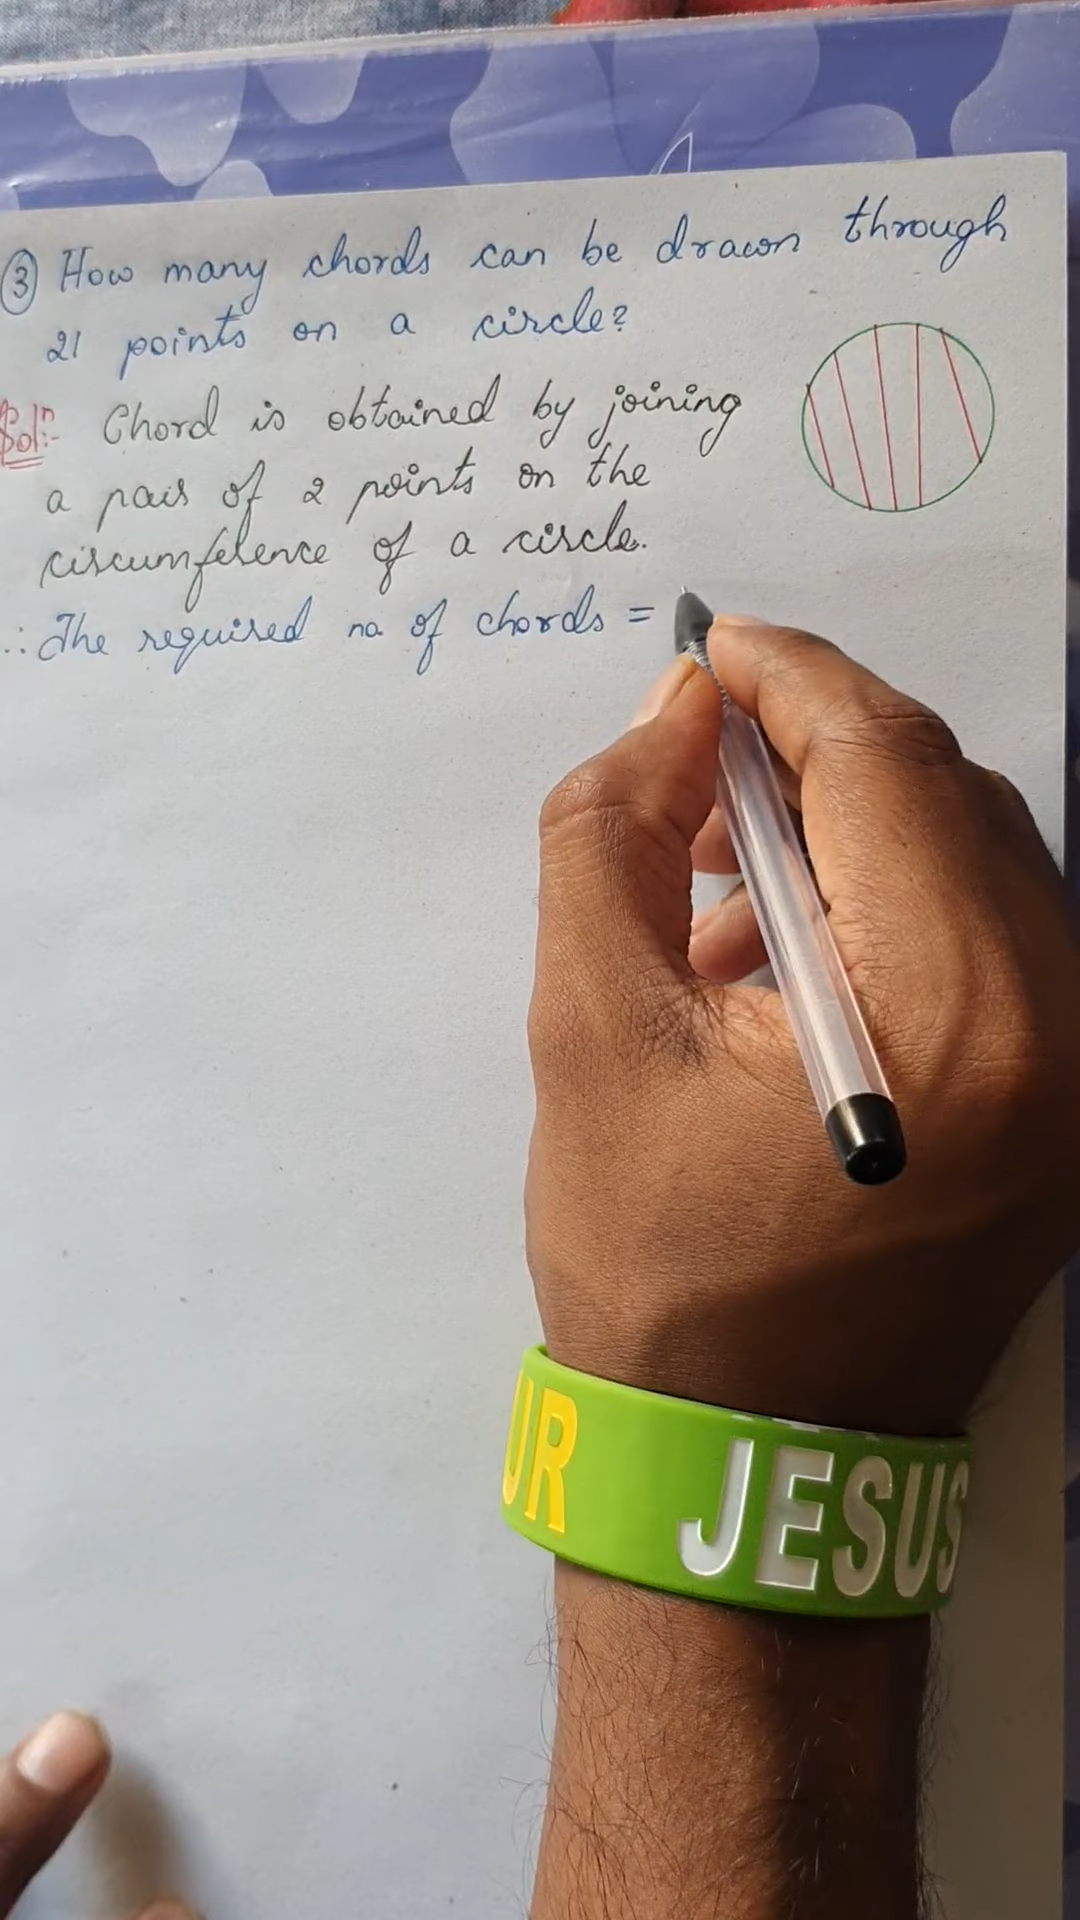 ③ How many chords can be drawn through
21 points on a circle?
Solⁿ:- Chord is obtained by joining
a pair of 2 points on the
circumference of a circle.
∴ The required no. of chords =
UR JESUS